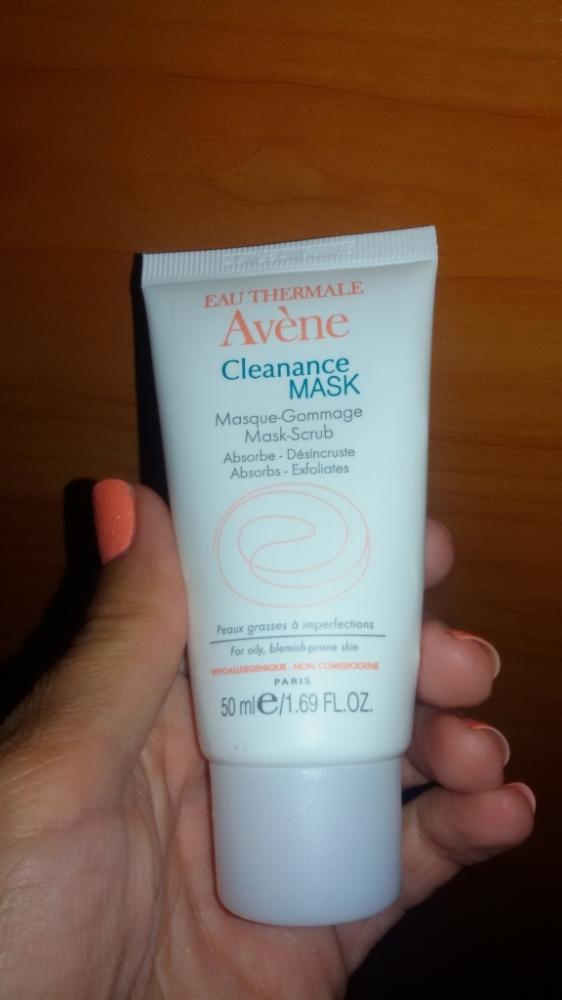 EAU THERMALE
Avène
Cleanance
MASK
Masque-Gommage
Mask-Scrub
Absorbe - Désincruste
Absorbs - Exfoliates
Peaux grasses à imperfections
For oily, blemish-prone skin
HYPOALLERGENIQUE - NON COMEDOGENE
PARIS
50 ml e/1.69 FL.OZ.